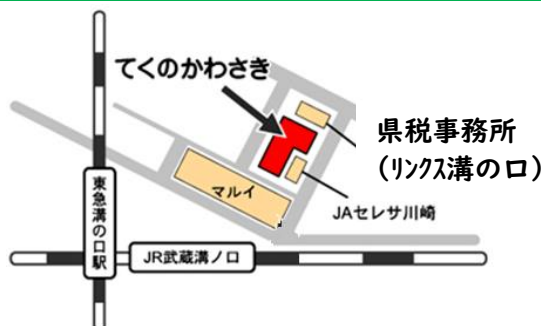 てくのかわさき
県税事務所
(リンクス溝の口)
マルイ
JAセレサ川崎
東急溝の口駅
JR武蔵溝ノ口